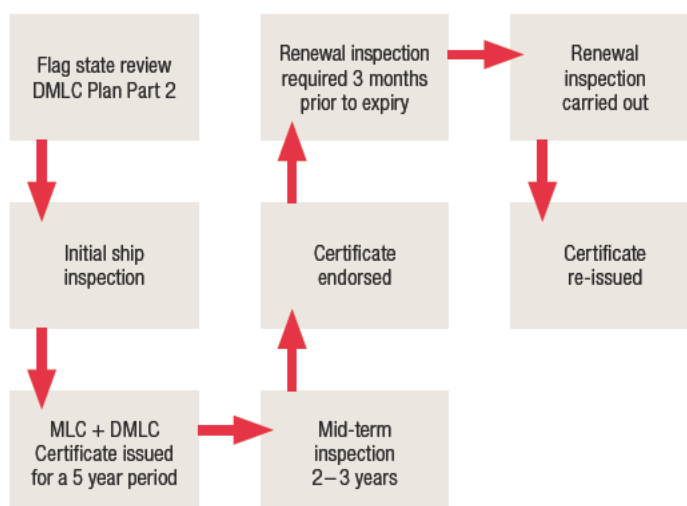 Flag state review
DMLC Plan Part 2
Initial ship
inspection
MLC + DMLC
Certificate issued
for a 5 year period
Mid-term
inspection
2–3 years
Certificate
endorsed
Renewal inspection
required 3 months
prior to expiry
Renewal
inspection
carried out
Certificate
re-issued